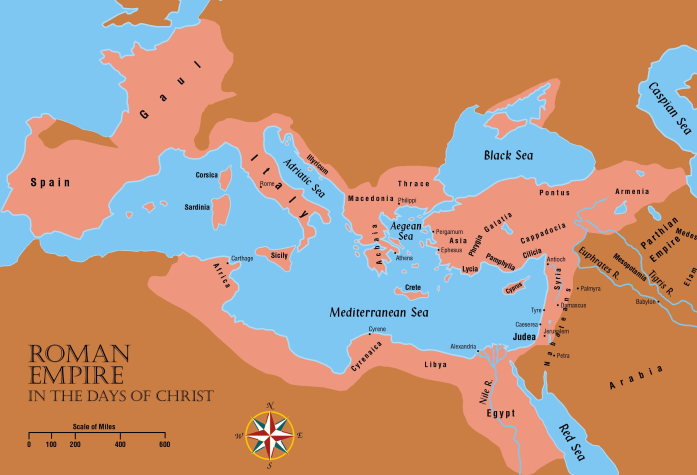 Gaul
Spain
Corsica
Sardinia
Italy
Rome
Adriatic Sea
Illyricum
Sicily
Carthage
Africa
Macedonia
Thrace
Philippi
Achaia
Aegean
Sea
Athens
Crete
Black Sea
Caspian Sea
Pontus
Armenia
Pergamum
Asia
Ephesus
Phrygia
Galatia
Cappadocia
Lycia
Pamphylia
Cilicia
Cyprus
Antioch
Syria
Parthian
Empire
Medes
Elam
Mesopotamia
Euphrates R.
Tigris R.
Babylon
Palmyra
Damascus
Tyre
Caeserea
Jerusalem
Judea
Nabateans
Petra
Arabia
Mediterranean Sea
Cyrene
Cyrenaica
Libya
Alexandria
Nile R.
Egypt
Red Sea
ROMAN
EMPIRE
IN THE DAYS OF CHRIST
Scale of Miles
0 100 200 400 600
N
W E
S